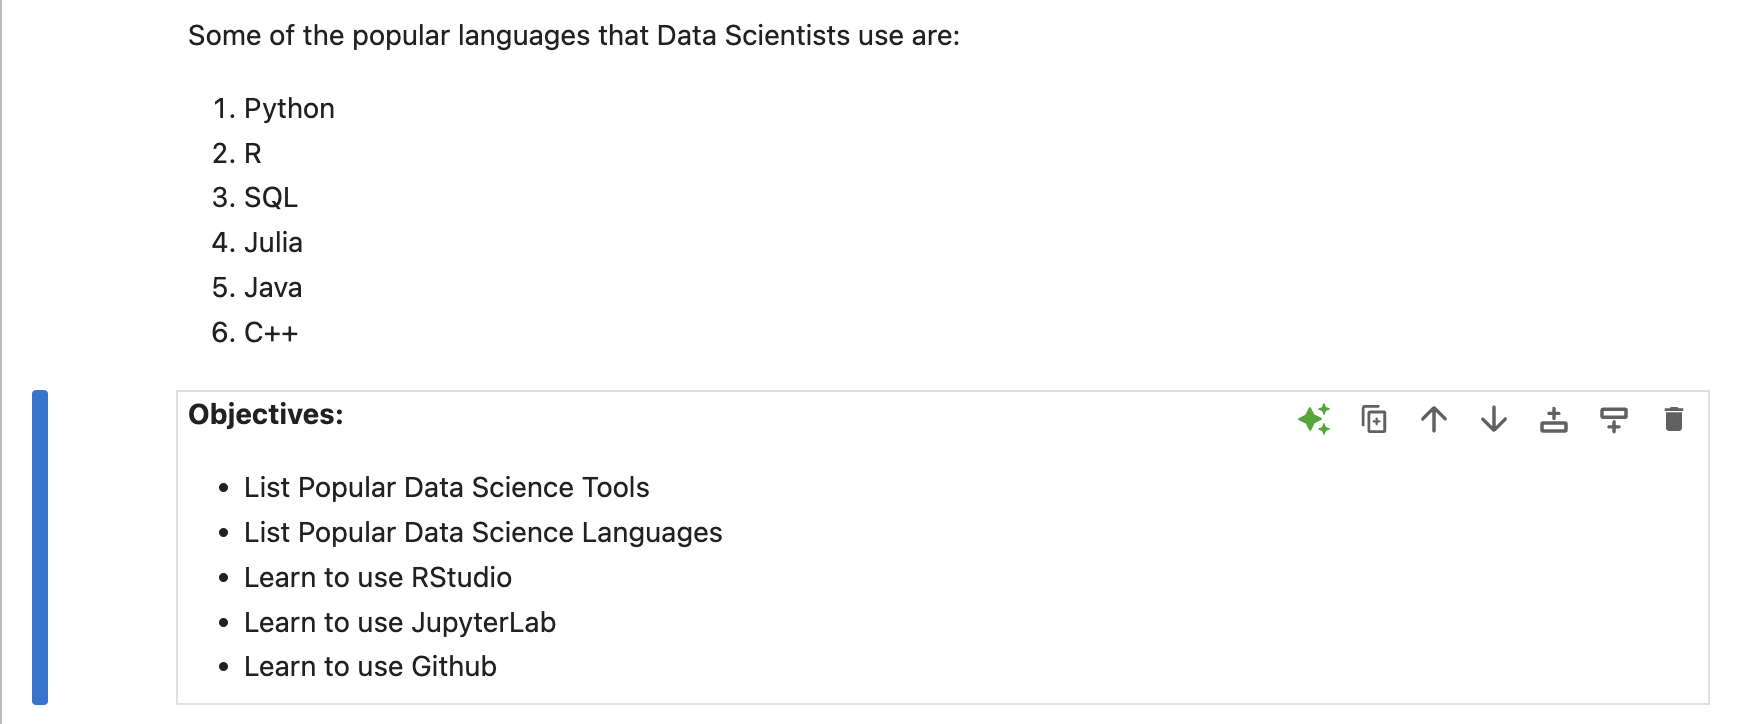 Some of the popular languages that Data Scientists use are:
1. Python
2. R
3. SQL
4. Julia
5. Java
6. C++
Objectives:
• List Popular Data Science Tools
• List Popular Data Science Languages
• Learn to use RStudio
• Learn to use JupyterLab
• Learn to use Github